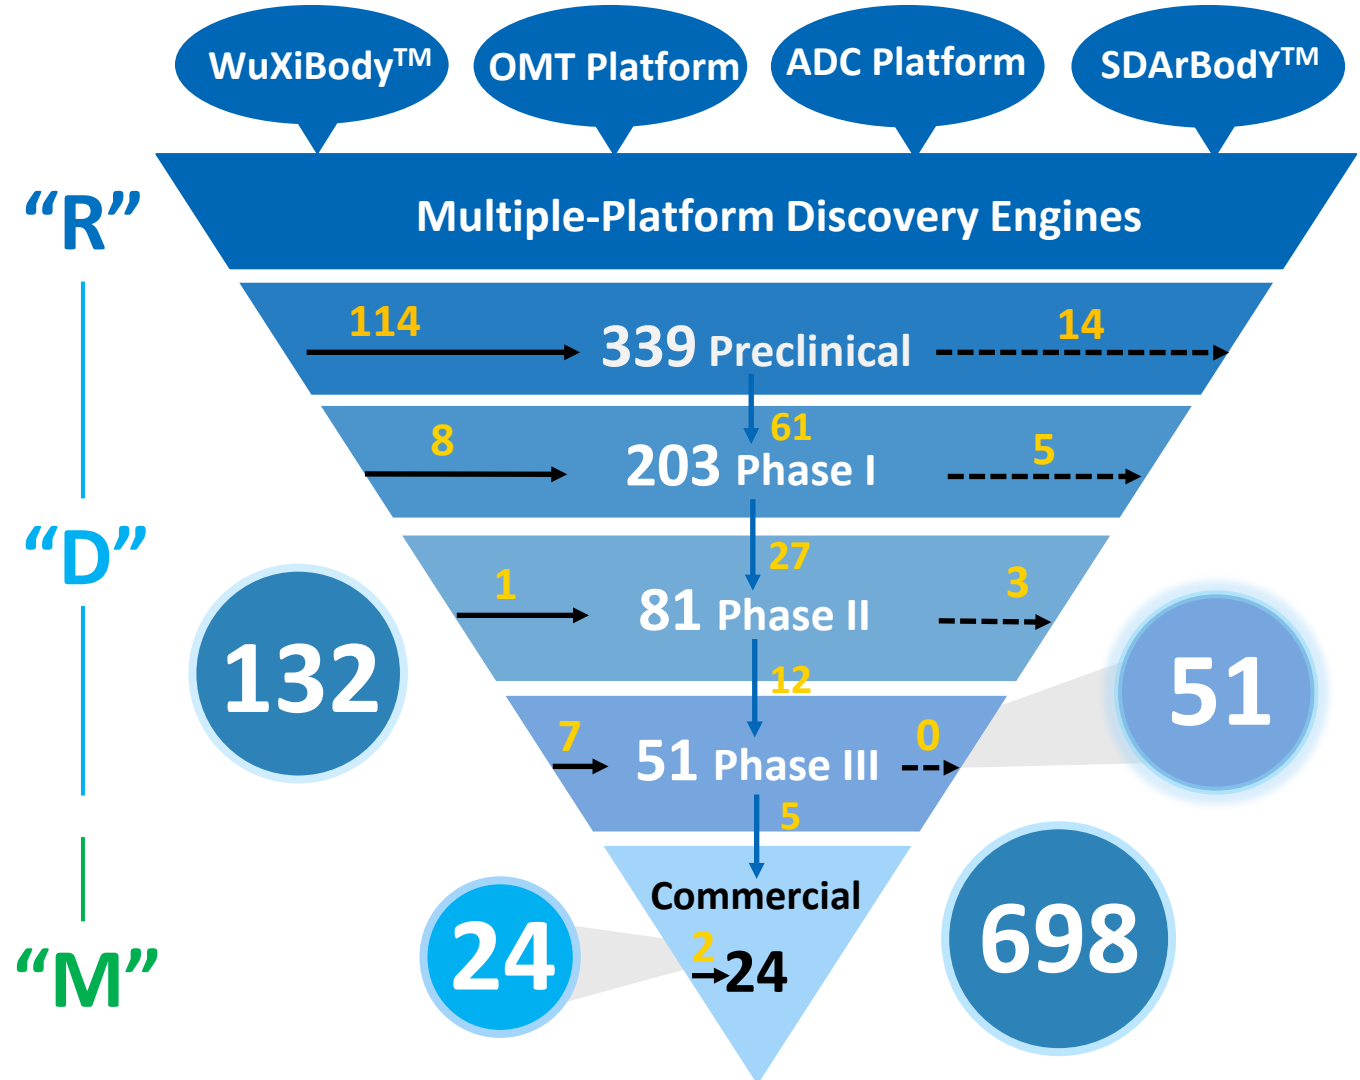 WuXiBody™
OMT Platform
ADC Platform
SDArBodY™
“R”
Multiple-Platform Discovery Engines
114
339 Preclinical
14
61
8
203 Phase I
5
“D”
27
1
81 Phase II
3
132
12
51
7
51 Phase III
0
5
Commercial
24
2
24
698
“M”